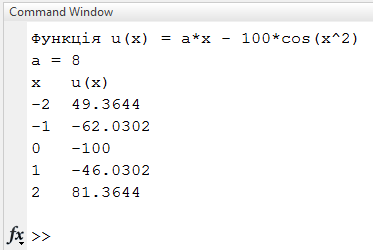 Command Window
Функція u(x) = a*x - 100*cos(x^2)
a = 8
x u(x)
-2 49.3644
-1 -62.0302
0 -100
1 -46.0302
2 81.3644
fx >>